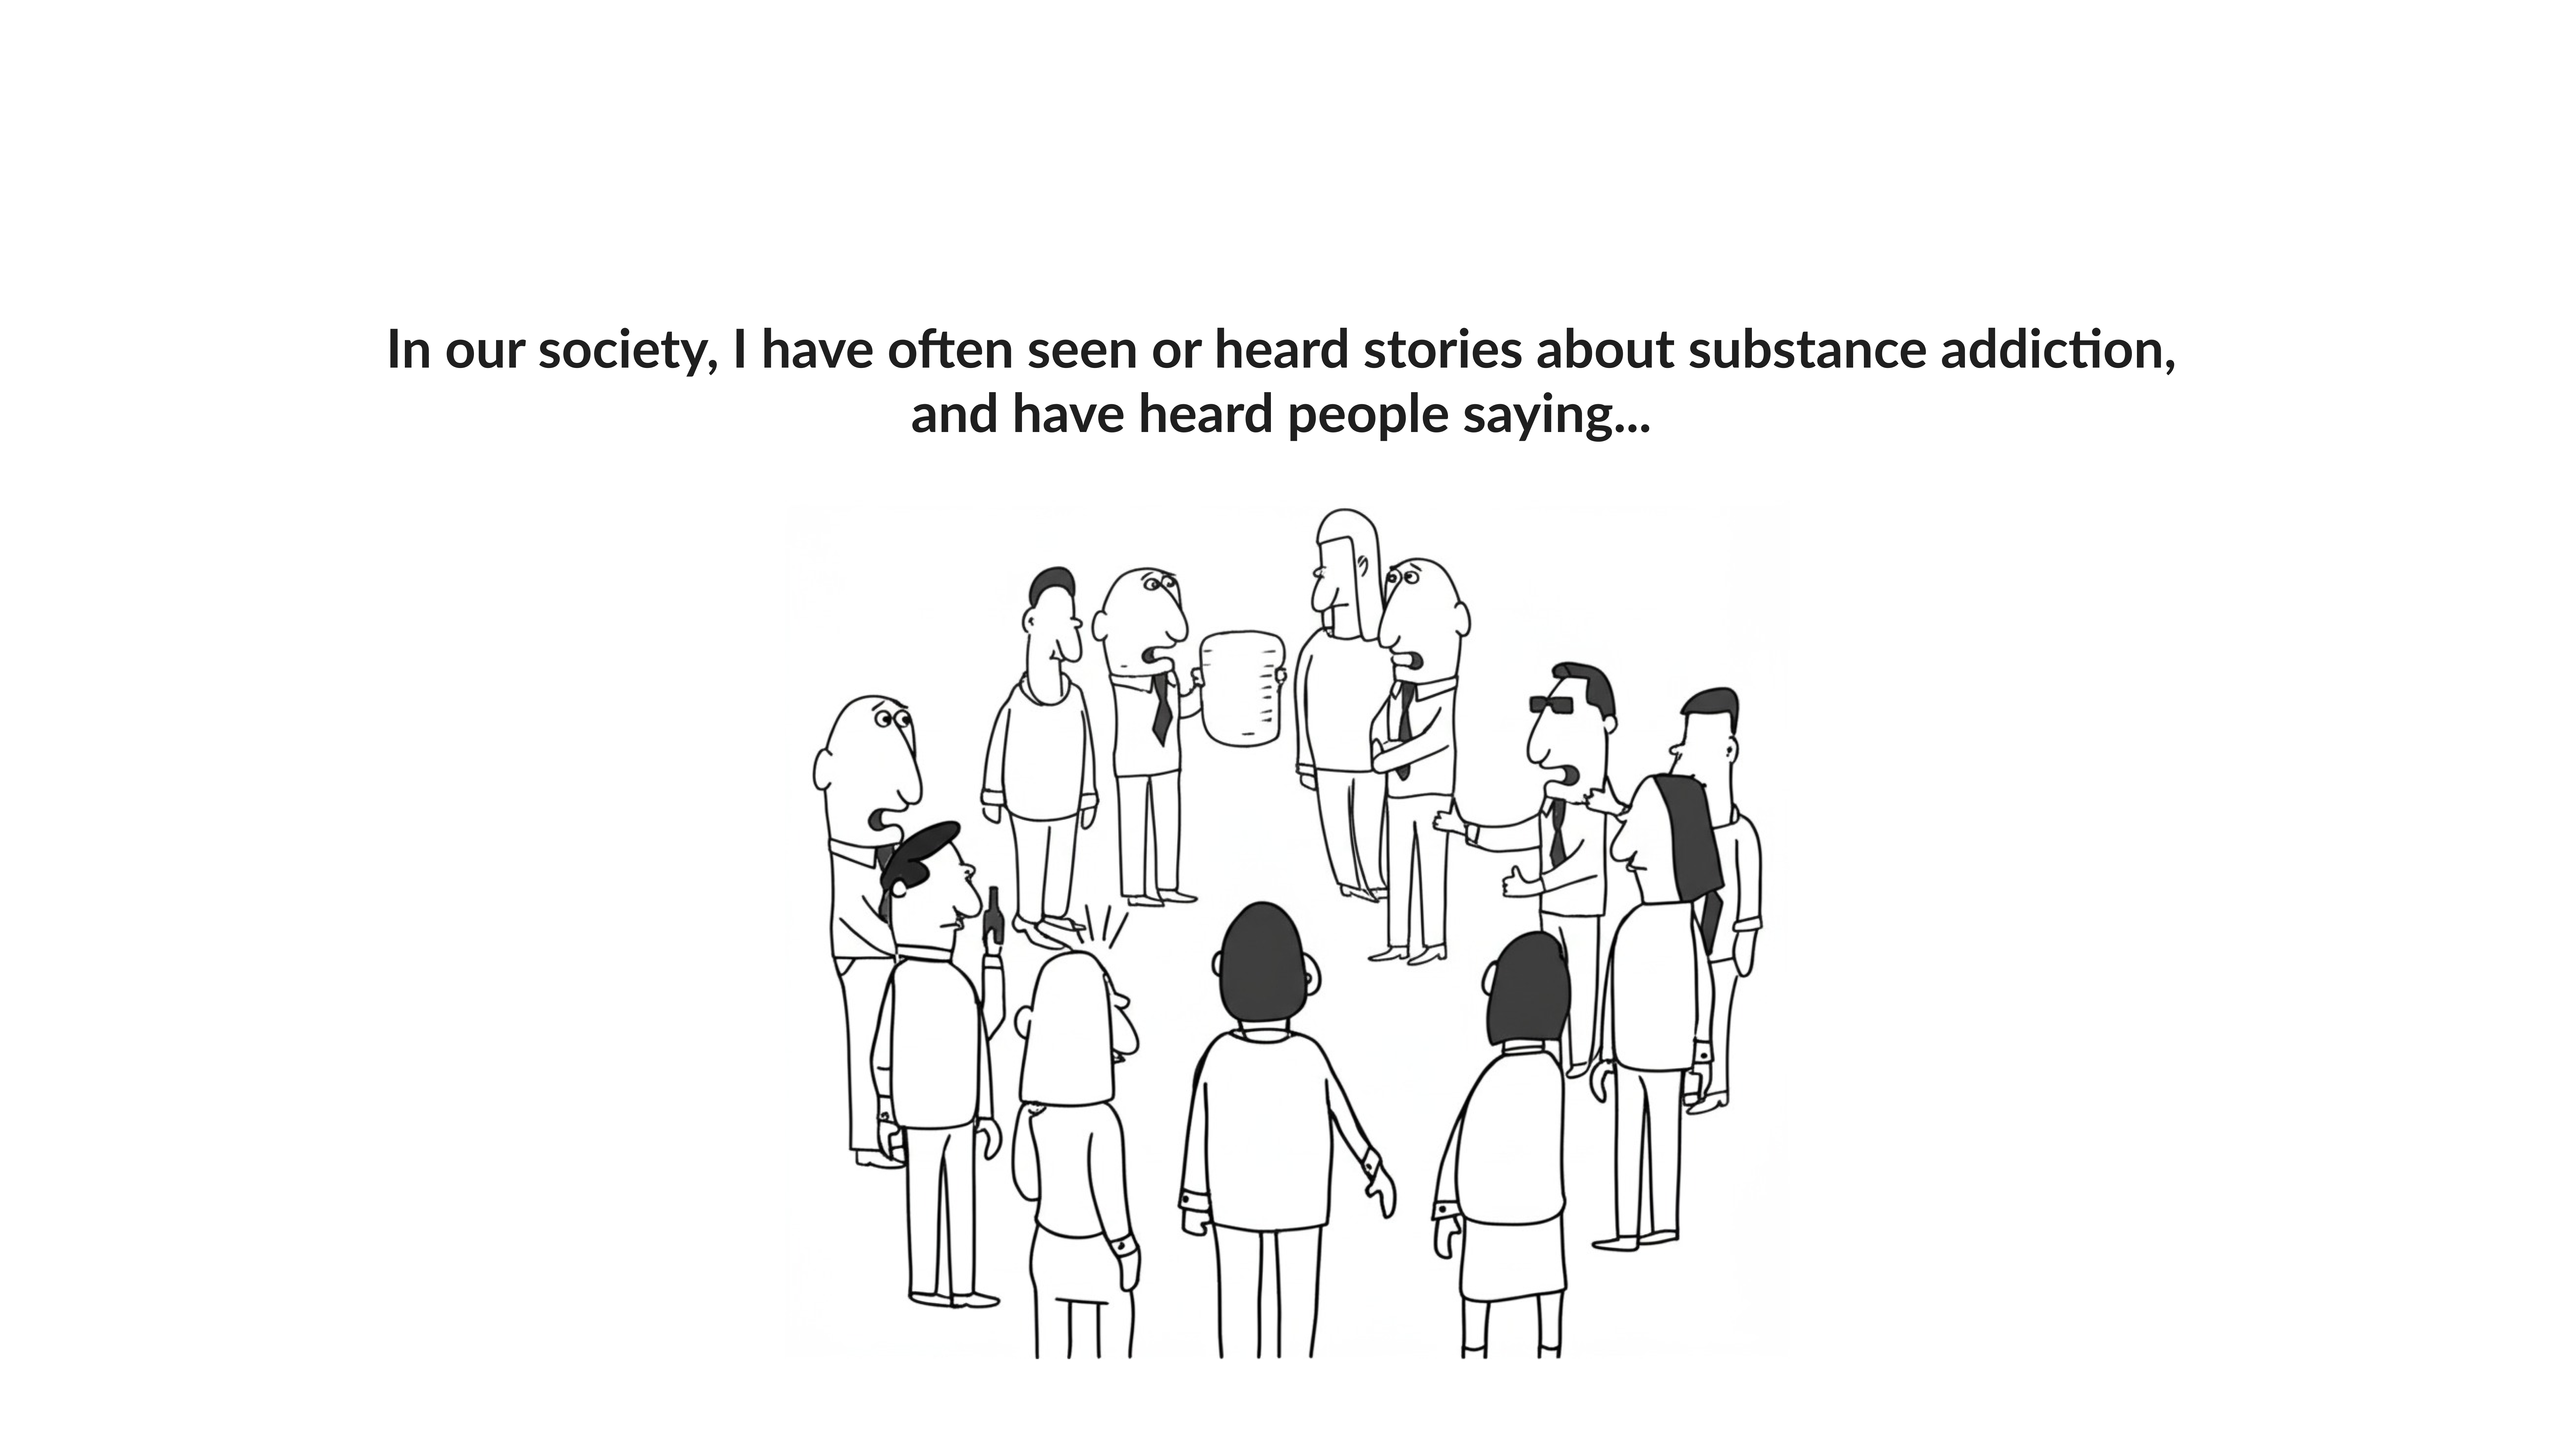 In our society, I have often seen or heard stories about substance addiction,
and have heard people saying...